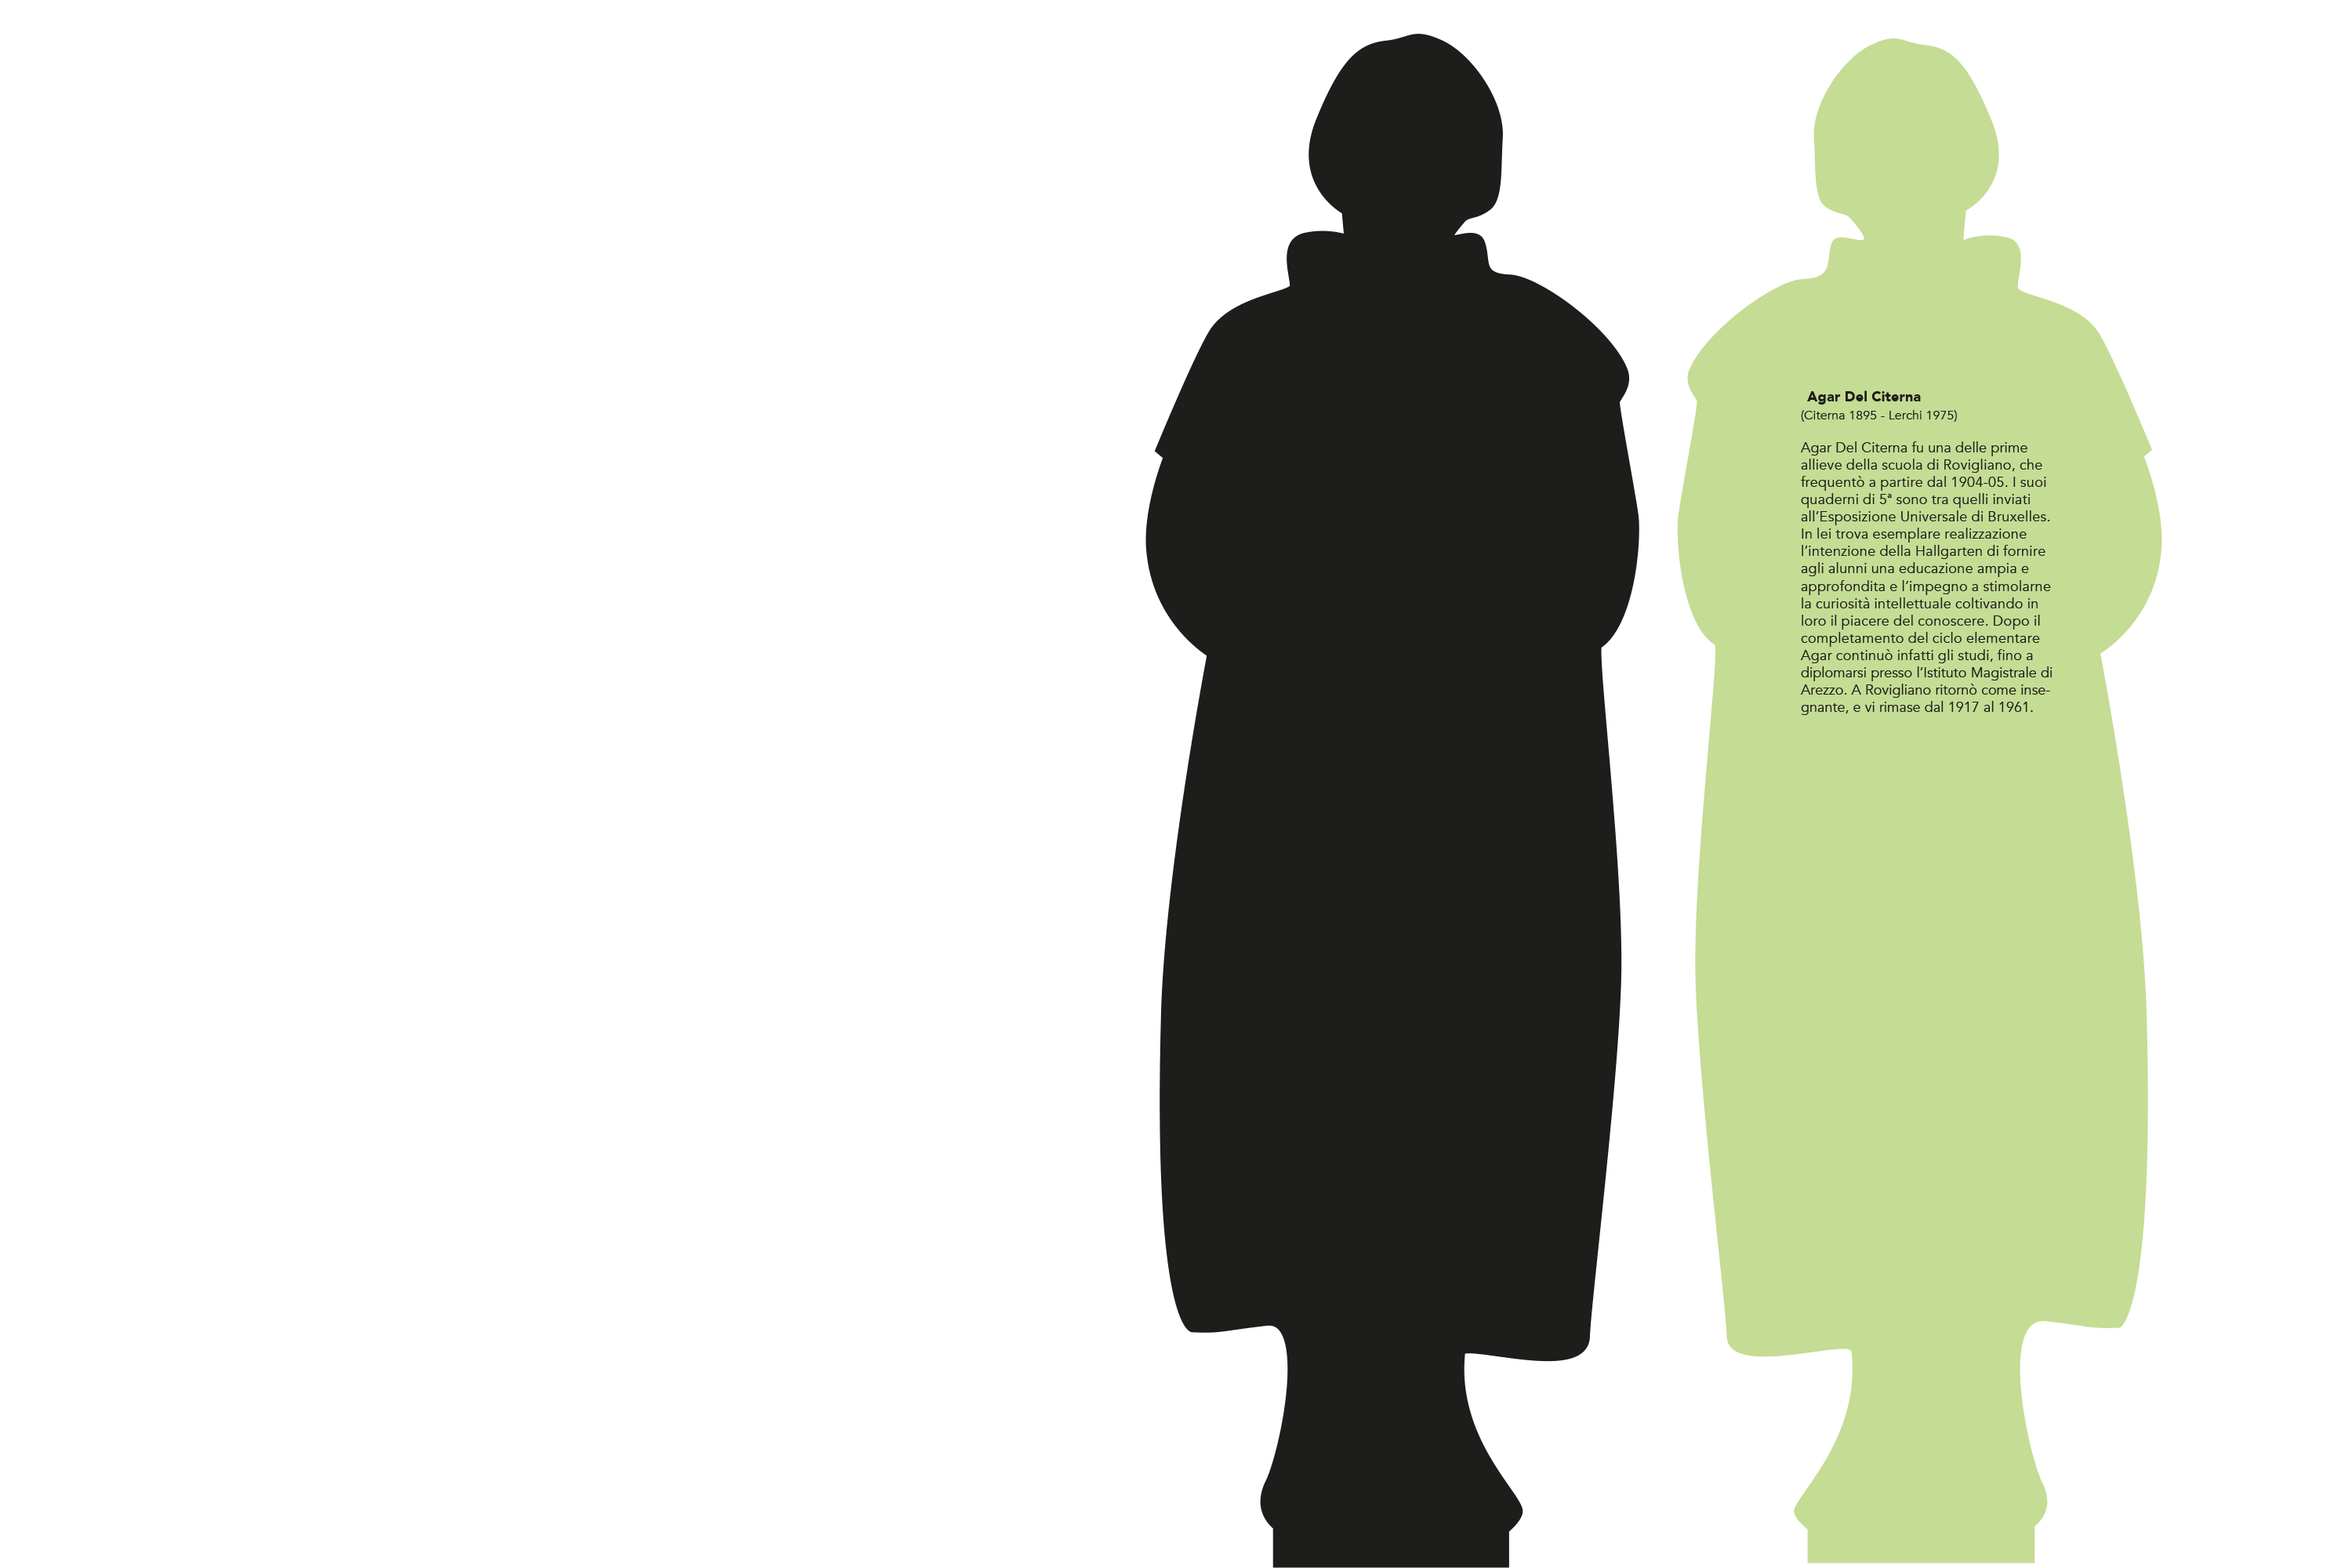 Agar Del Citerna
(Citerna 1895 - Lerchi 1975)
Agar Del Citerna fu una delle prime
allieve della scuola di Rovigliano, che
frequentò a partire dal 1904-05. I suoi
quaderni di 5ª sono tra quelli inviati
all’Esposizione Universale di Bruxelles.
In lei trova esemplare realizzazione
l’intenzione della Hallgarten di fornire
agli alunni una educazione ampia e
approfondita e l’impegno a stimolarne
la curiosità intellettuale coltivando in
loro il piacere del conoscere. Dopo il
completamento del ciclo elementare
Agar continuò infatti gli studi, fino a
diplomarsi presso l’Istituto Magistrale di
Arezzo. A Rovigliano ritornò come inse-
gnante, e vi rimase dal 1917 al 1961.